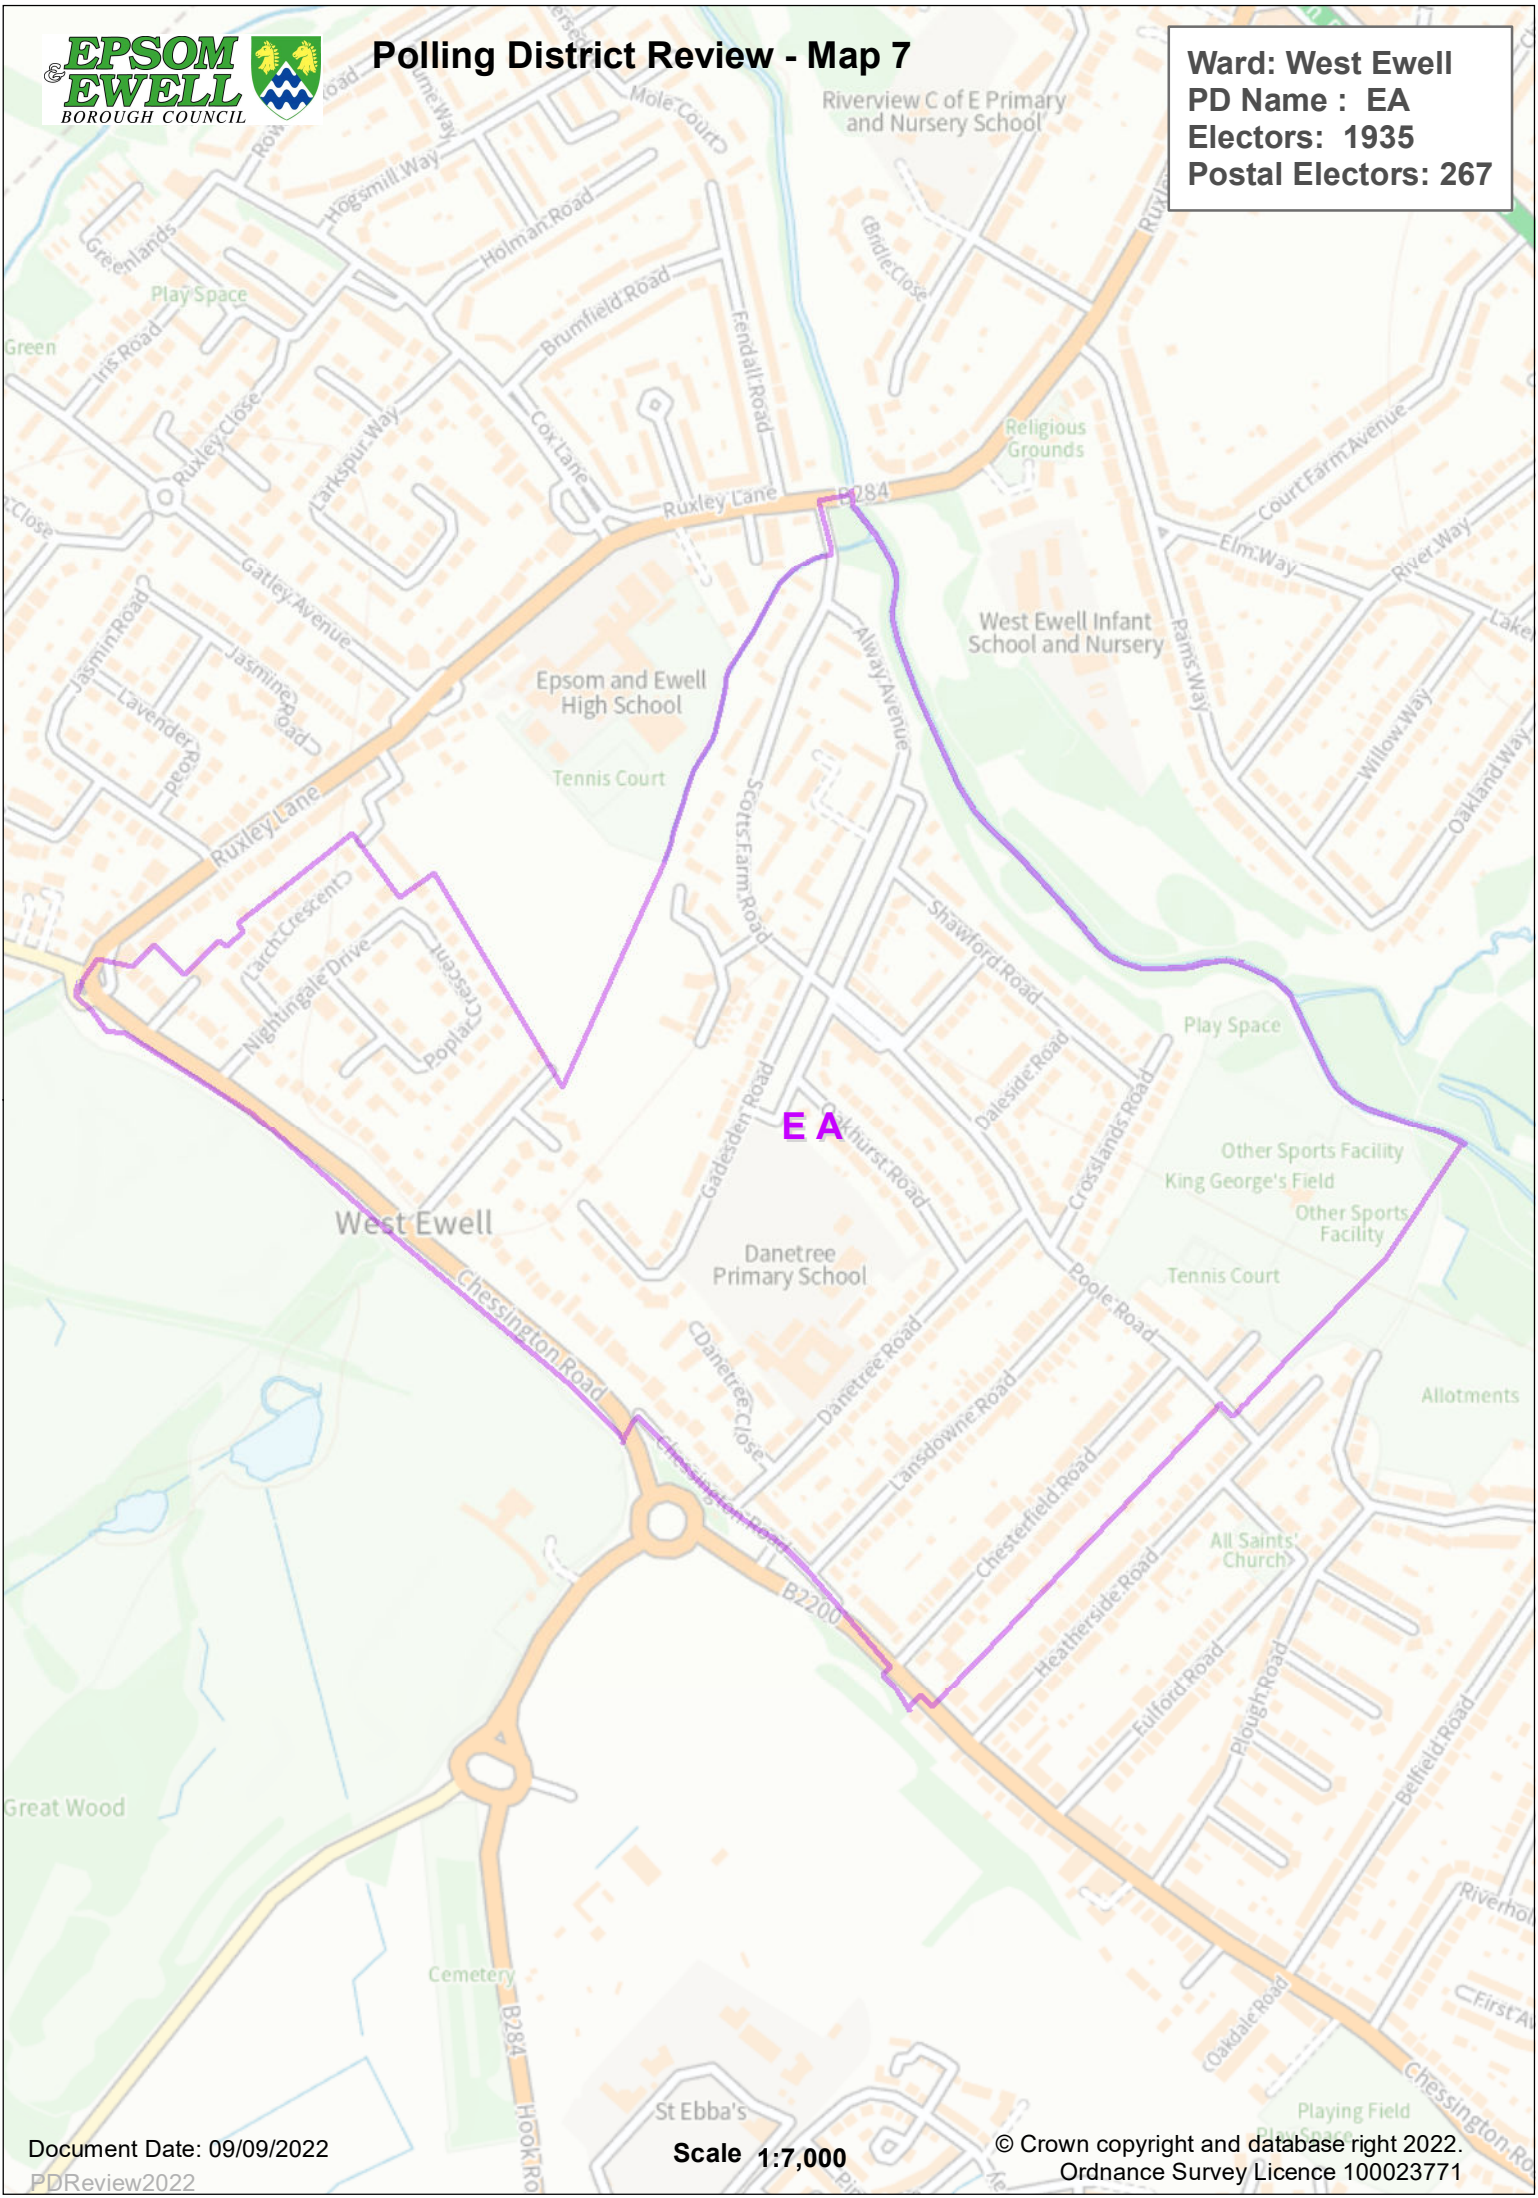 EPSOM
& EWELL
BOROUGH COUNCIL
Polling District Review - Map 7
Ward: West Ewell
PD Name : EA
Electors: 1935
Postal Electors: 267
Mole Court
Riverview C of E Primary
and Nursery School
Hogsmill Way
Holman Road
Greenlands
Bridle Close
Play Space
Brumfield Road
Green
Iris Road
Fendall Road
Ruxley Close
Larkspur Way
Cox Lane
Religious
Grounds
Court Farm Avenue
Ruxley Lane
B284
Elm Way
River Way
Gatley Avenue
Jasmin Road
Jasmine Road
Lavender Road
Alway Avenue
West Ewell Infant
School and Nursery
Pams Way
Epsom and Ewell
High School
Tennis Court
Willow Way
Oakland Way
Scotts Farm Road
Ruxley Lane
Larch Crescent
Nightingale Drive
Poplar Crescent
Shawford Road
Play Space
Daleside Road
Crosslands Road
Gadesden Road
E A
Other Sports Facility
King George's Field
Other Sports
Facility
West Ewell
Danetree
Primary School
Tennis Court
Poole Road
Chessington Road
Danetree Close
Danetree Road
Lansdowne Road
Allotments
Chessington Road
Chesterfield Road
All Saints'
Church
B2200
Heatherside Road
Fulford Road
Plough Road
Belfield Road
Great Wood
Cemetery
B284
Oakdale Road
St Ebba's
Playing Field
Play Space
Document Date: 09/09/2022
PDReview2022
Scale 1:7,000
© Crown copyright and database right 2022.
Ordnance Survey Licence 100023771